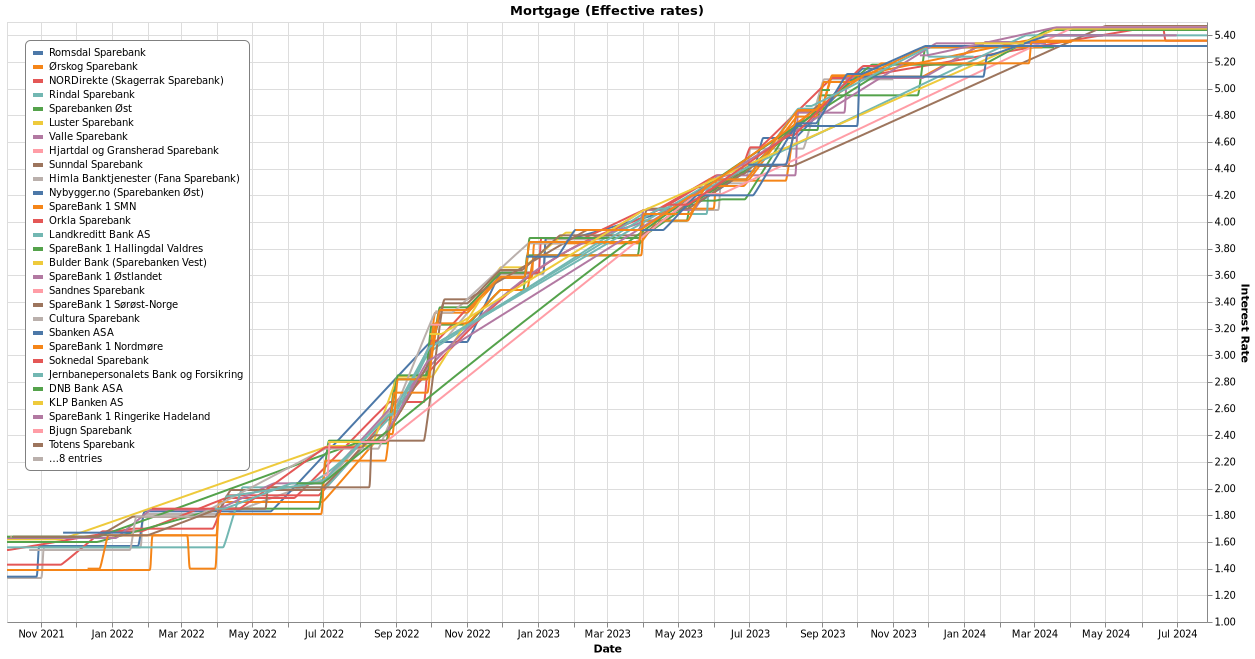 Mortgage (Effective rates)
Romsdal Sparebank
Ørskog Sparebank
NORDirekte (Skagerrak Sparebank)
Rindal Sparebank
Sparebanken Øst
Luster Sparebank
Valle Sparebank
Hjartdal og Gransherad Sparebank
Sunndal Sparebank
Himla Banktjenester (Fana Sparebank)
Nybygger.no (Sparebanken Øst)
SpareBank 1 SMN
Orkla Sparebank
Landkreditt Bank AS
SpareBank 1 Hallingdal Valdres
Bulder Bank (Sparebanken Vest)
SpareBank 1 Østlandet
Sandnes Sparebank
SpareBank 1 Sørøst-Norge
Cultura Sparebank
Sbanken ASA
SpareBank 1 Nordmøre
Soknedal Sparebank
Jernbanepersonalets Bank og Forsikring
DNB Bank ASA
KLP Banken AS
SpareBank 1 Ringerike Hadeland
Bjugn Sparebank
Totens Sparebank
...8 entries
5.40
5.20
5.00
4.80
4.60
4.40
4.20
4.00
3.80
3.60
3.40
3.20
3.00
2.80
2.60
2.40
2.20
2.00
1.80
1.60
1.40
1.20
1.00
Interest Rate
Nov 2021 Jan 2022 Mar 2022 May 2022 Jul 2022 Sep 2022 Nov 2022 Jan 2023 Mar 2023 May 2023 Jul 2023 Sep 2023 Nov 2023 Jan 2024 Mar 2024 May 2024 Jul 2024
Date